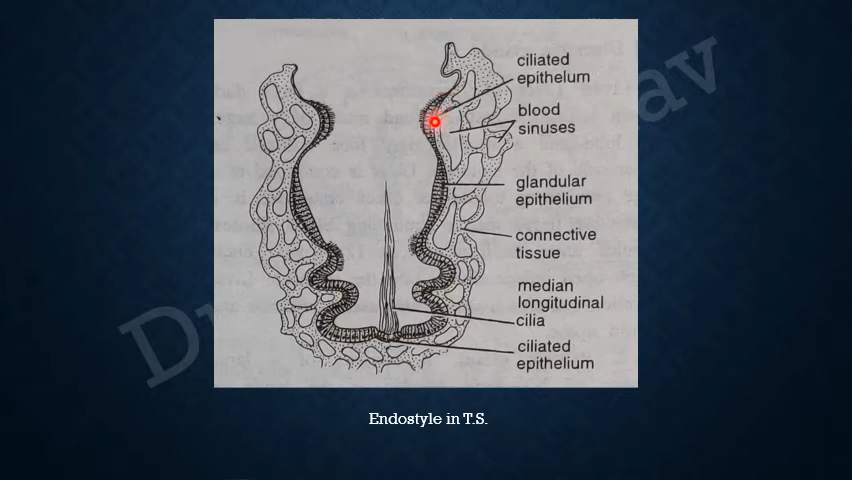 ciliated
epithelum
blood
sinuses
glandular
epithelium
connective
tissue
median
longitudinal
cilia
ciliated
epithelium
Endostyle in T.S.